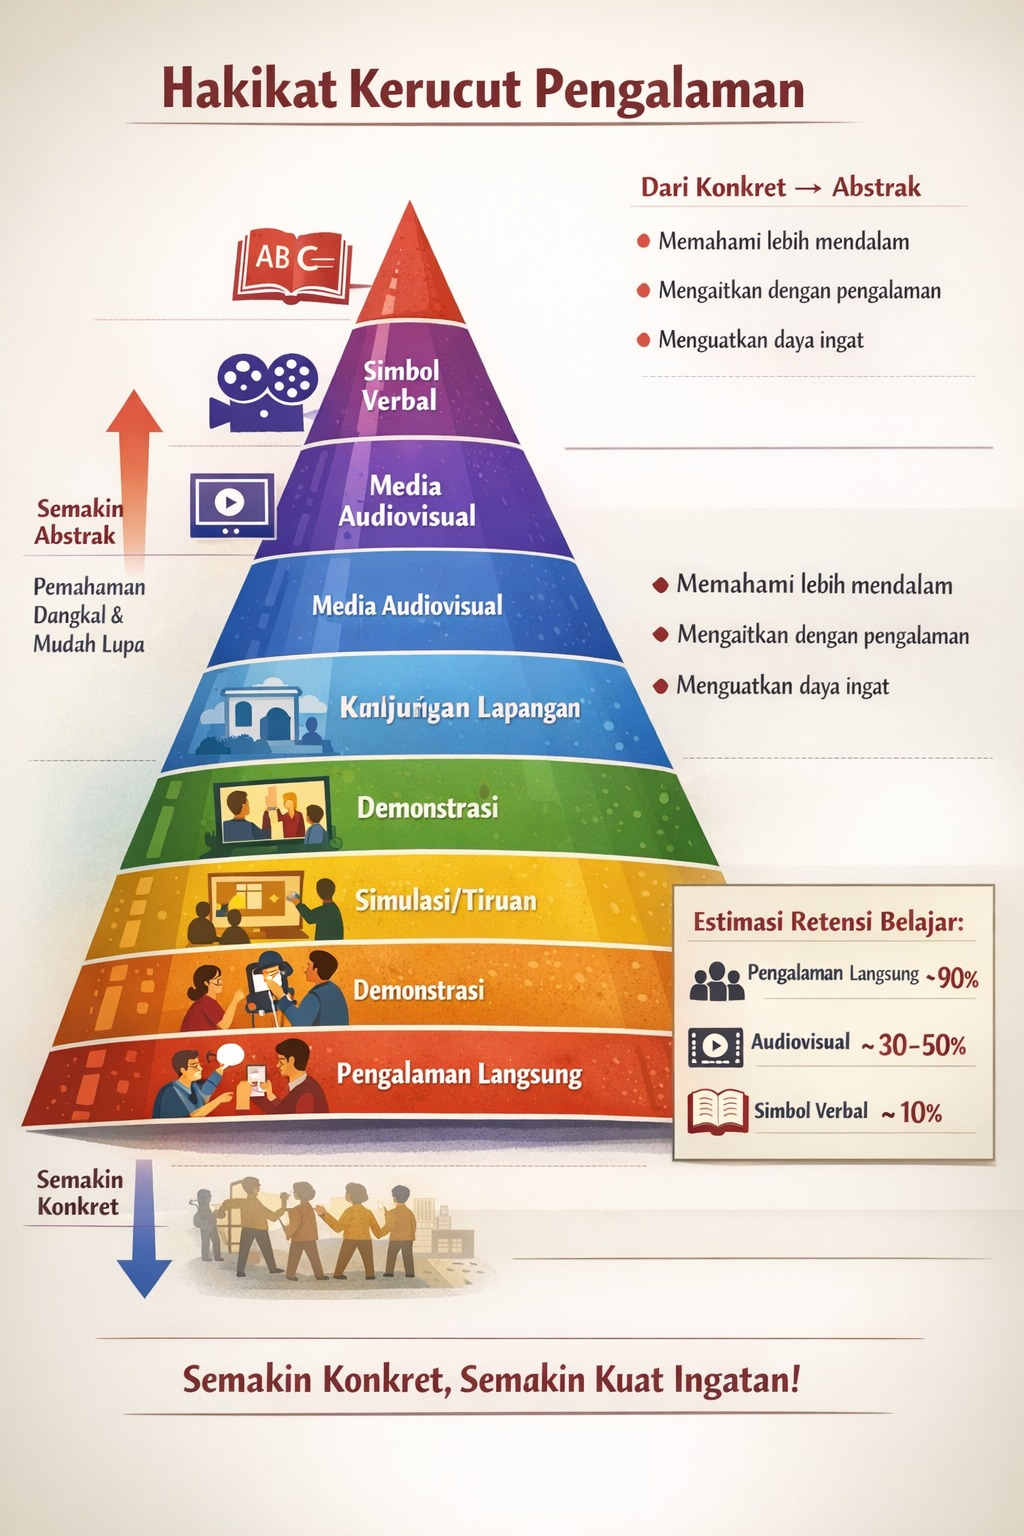 Hakikat Kerucut Pengalaman
Dari Konkret → Abstrak
Memahami lebih mendalam
Mengaitkan dengan pengalaman
Menguatkan daya ingat
ABC
Simbol
Verbal
Media
Audiovisual
Semakin
Abstrak
Pemahaman
Dangkal &
Mudah Lupa
Media Audiovisual
Memahami lebih mendalam
Mengaitkan dengan pengalaman
Menguatkan daya ingat
Lapangan
Demonstrasi
Simulasi/Tiruan
Demonstrasi
Pengalaman Langsung
Estimasi Retensi Belajar:
Pengalaman Langsung ~90%
Audiovisual ~30-50%
Simbol Verbal ~10%
Semakin
Konkret
Semakin Konkret, Semakin Kuat Ingatan!